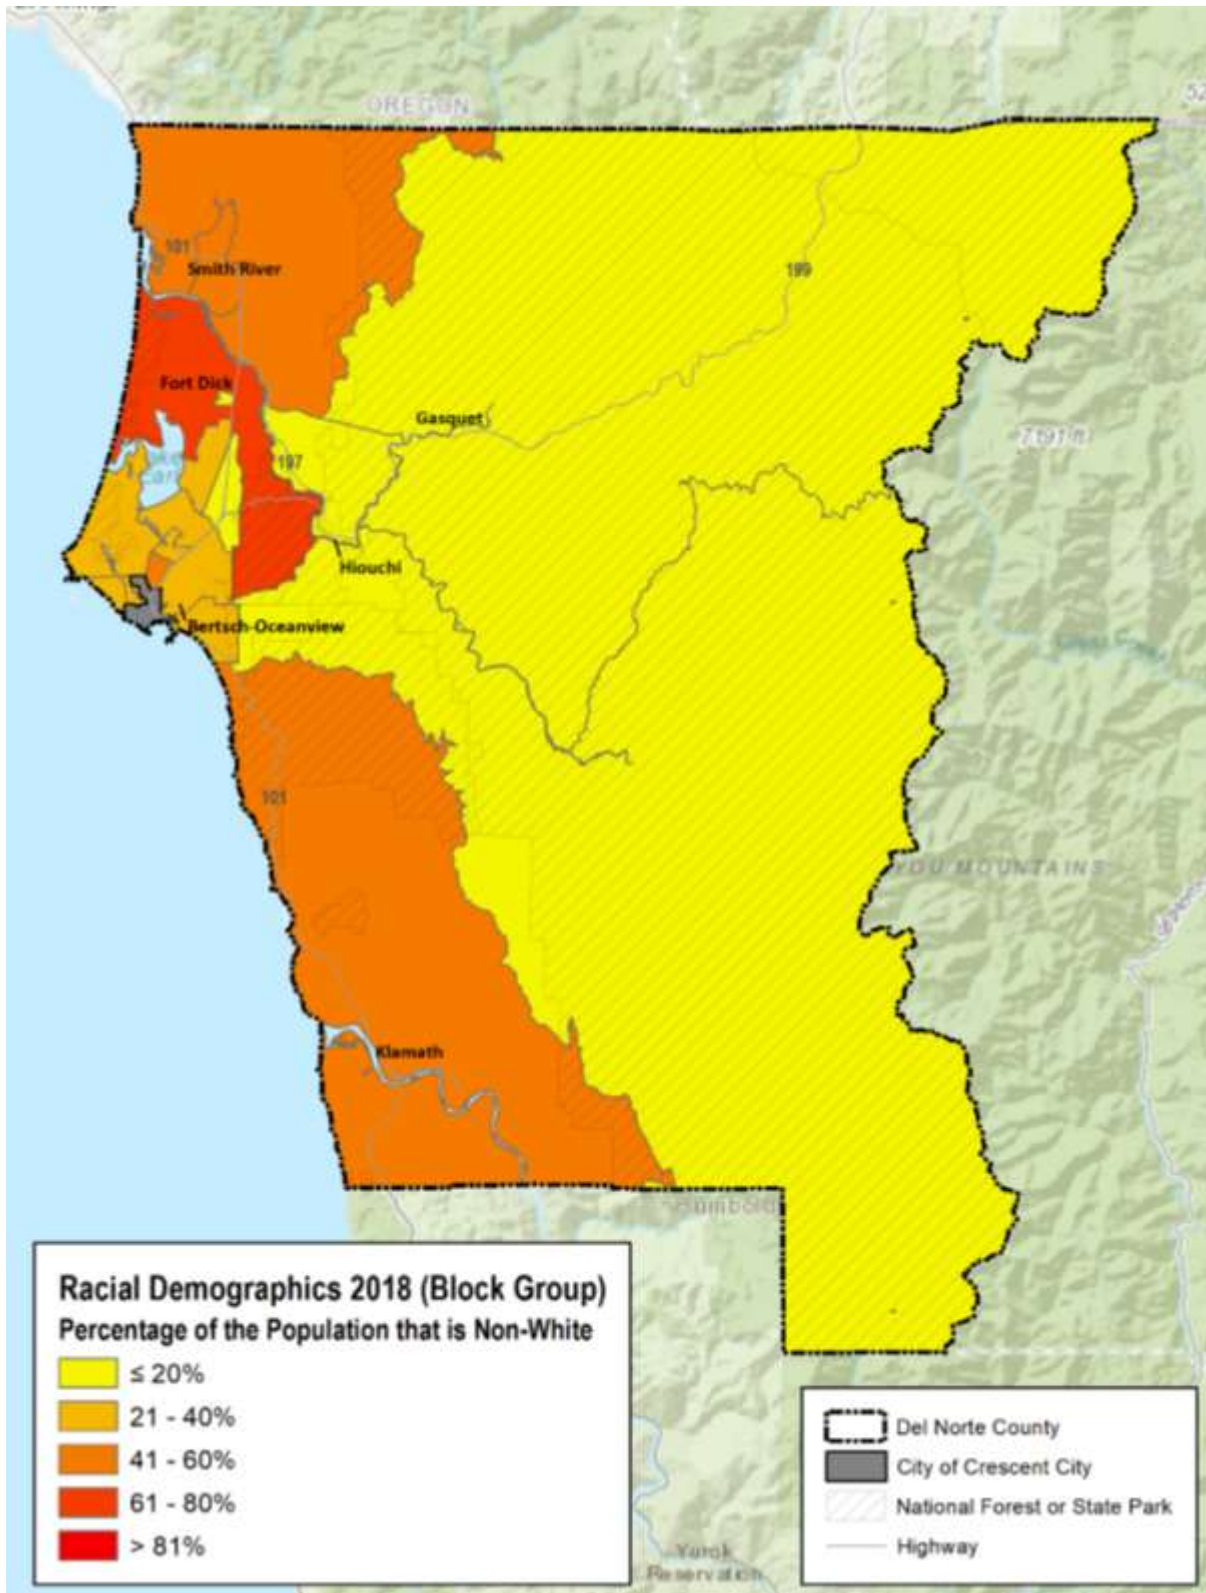 OREGON
52
101
Smith River
199
Fort Dick
Gasquet
7191 ft
197
Hiouchi
Bertsch-Oceanview
101
YOU MOUNTAINS
Klamath
Humbold
Racial Demographics 2018 (Block Group)
Percentage of the Population that is Non-White
≤ 20%
21 - 40%
41 - 60%
61 - 80%
> 81%
Del Norte County
City of Crescent City
National Forest or State Park
Highway
Yurok
Reservation